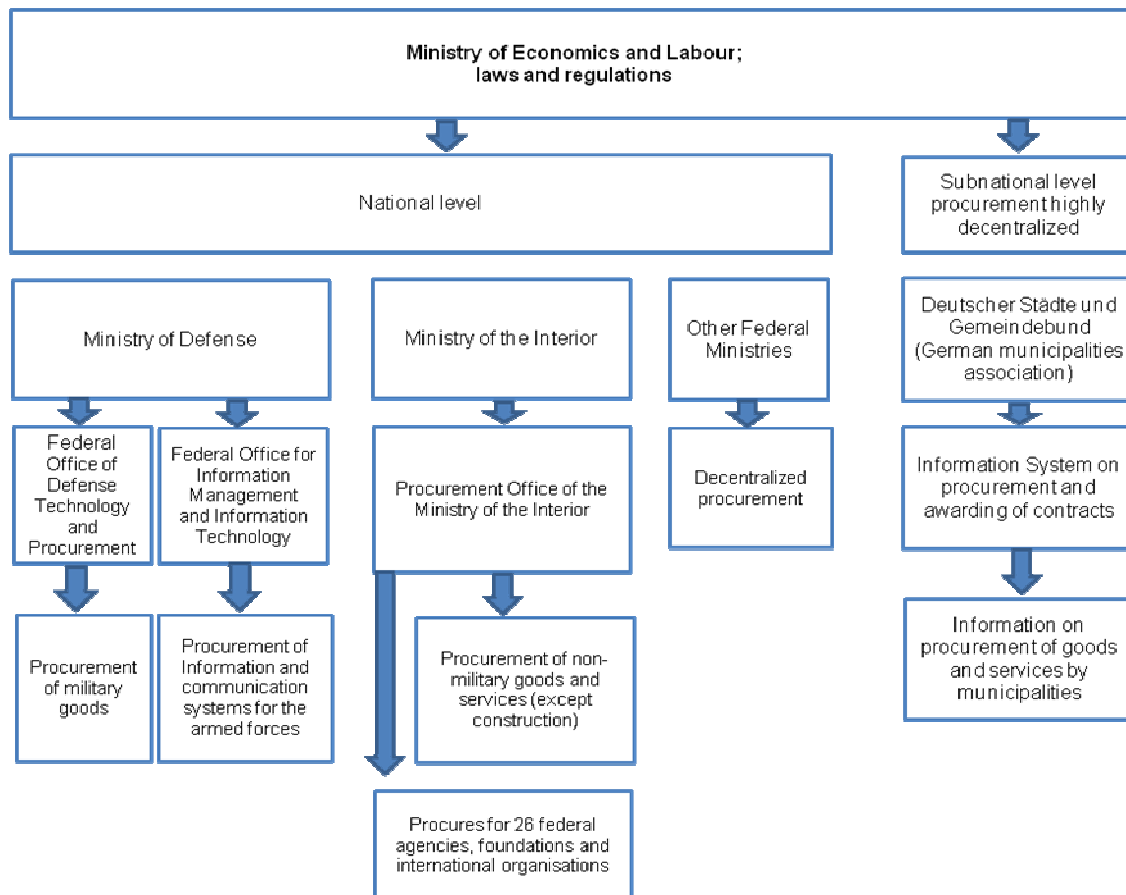 Ministry of Economics and Labour;
laws and regulations
National level
Subnational level
procurement highly
decentralized
Ministry of Defense
Ministry of the Interior
Other Federal
Ministries
Deutscher Städte und
Gemeindebund
(German municipalities
association)
Federal
Office of
Defense
Technology
and
Procurement
Federal Office for
Information
Management
and Information
Technology
Procurement Office of the
Ministry of the Interior
Decentralized
procurement
Information System on
procurement and
awarding of contracts
Procurement
of military
goods
Procurement of
Information and
communication
systems for the
armed forces
Procurement of non-
military goods and
services (except
construction)
Information on
procurement of goods
and services by
municipalities
Procures for 26 federal
agencies, foundations and
international organisations